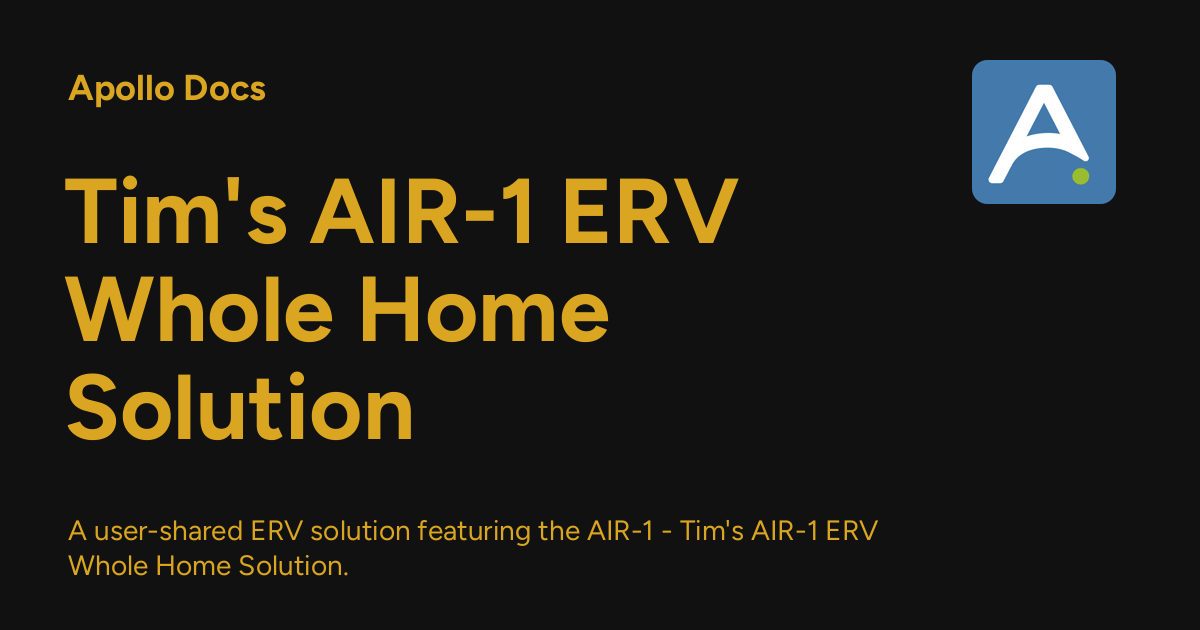 Apollo Docs
Tim's AIR-1 ERV
Whole Home
Solution
A user-shared ERV solution featuring the AIR-1 - Tim's AIR-1 ERV
Whole Home Solution.